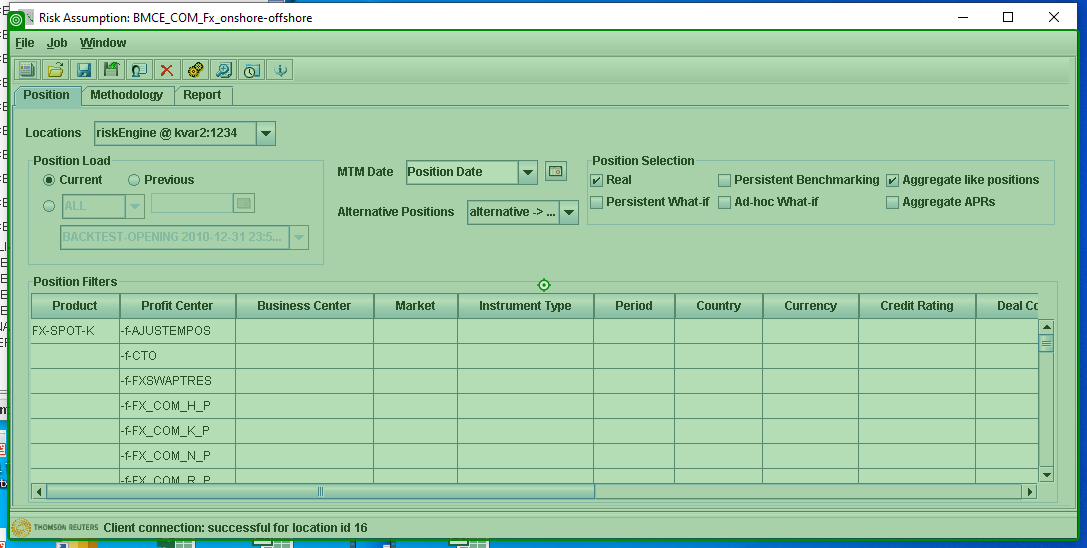 Risk Assumption: BMCE_COM_Fx_onshore-offshore
File Job Window
Position Methodology Report
Locations riskEngine @ kvar2:1234
Position Load
Current Previous
ALL
BACKTEST-OPENING 2010-12-31 23:5...
MTM Date Position Date
Alternative Positions alternative -> ...
Position Selection
Real Persistent Benchmarking Aggregate like positions
Persistent What-if Ad-hoc What-if Aggregate APRs
Position Filters
Product Profit Center Business Center Market Instrument Type Period Country Currency Credit Rating Deal Cc
FX-SPOT-K -f-AJUSTEMPOS
-f-CTO
-f-FXSWAPTRES
-f-FX_COM_H_P
-f-FX_COM_K_P
-f-FX_COM_N_P
-f-FX_COM_R_P
THOMSON REUTERS Client connection: successful for location id 16